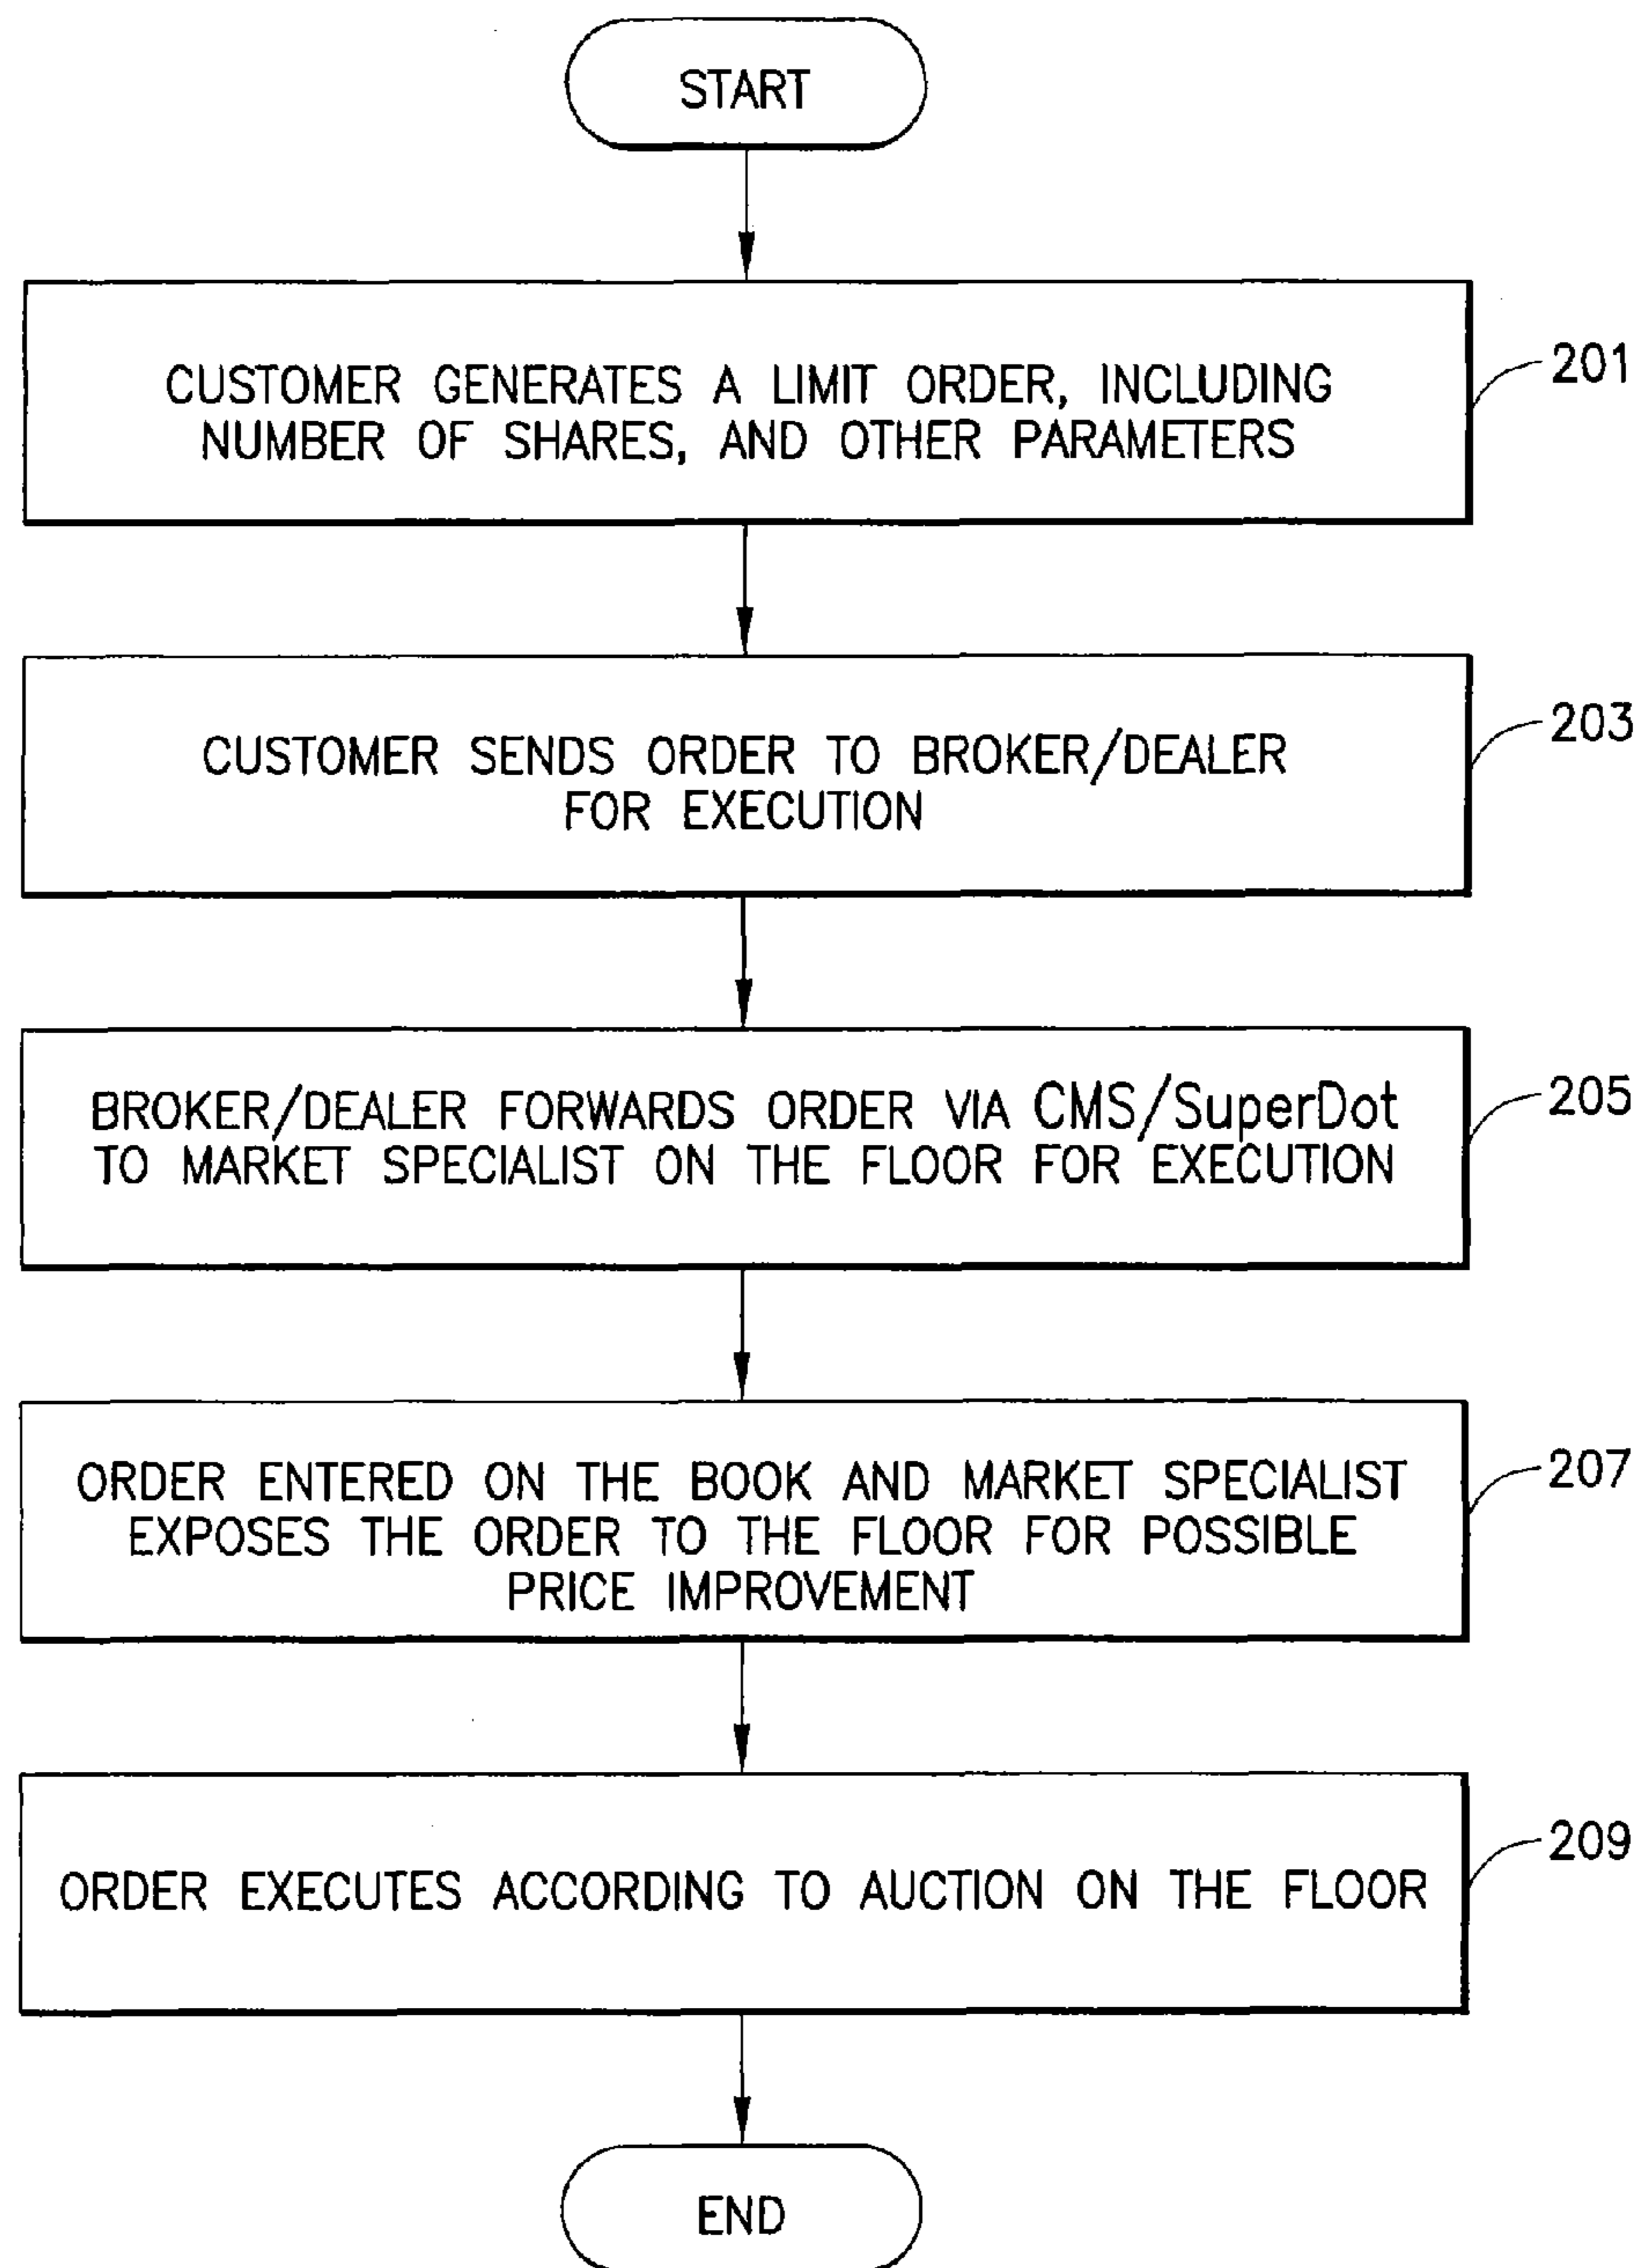 START
CUSTOMER GENERATES A LIMIT ORDER, INCLUDING
NUMBER OF SHARES, AND OTHER PARAMETERS
201
CUSTOMER SENDS ORDER TO BROKER/DEALER
FOR EXECUTION
203
BROKER/DEALER FORWARDS ORDER VIA CMS/SuperDot
TO MARKET SPECIALIST ON THE FLOOR FOR EXECUTION
205
ORDER ENTERED ON THE BOOK AND MARKET SPECIALIST
EXPOSES THE ORDER TO THE FLOOR FOR POSSIBLE
PRICE IMPROVEMENT
207
ORDER EXECUTES ACCORDING TO AUCTION ON THE FLOOR
209
END